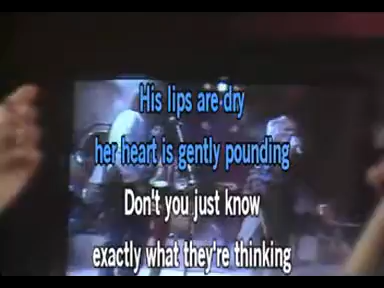 His lips are dry
her heart is gently pounding
Don't you just know
exactly what they're thinking